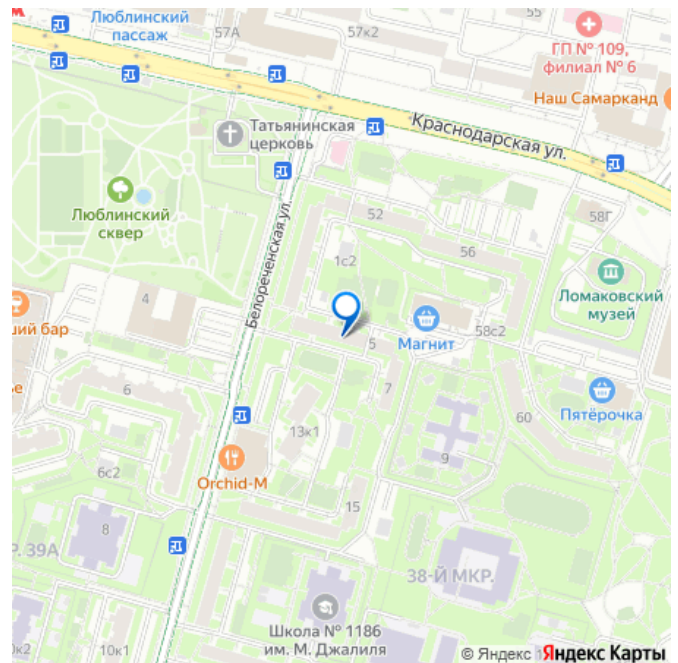 Люблинский
пассаж
57А
57к2
55
ГП № 109,
филиал № 6
Наш Самарканд
Татьянинская
церковь
Краснодарская ул.
Люблинский
сквер
Белореченская ул.
52
56
58Г
1с2
Ломаковский
музей
4
ший бар
5
Магнит
58с2
7
6
ье
60
Пятёрочка
13к1
9
6с2
Orchid-M
15
8
Р. 39А
38-Й МКР.
Школа № 1186
им. М. Джалиля
10к1
© Яндекс
Яндекс Карты